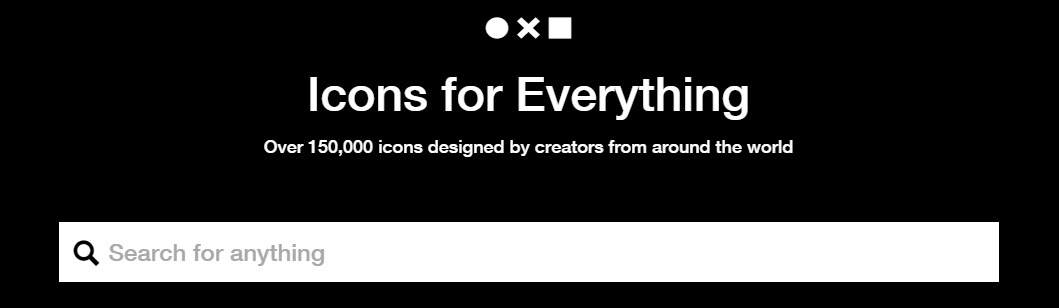 Icons for Everything
Over 150,000 icons designed by creators from around the world
Search for anything